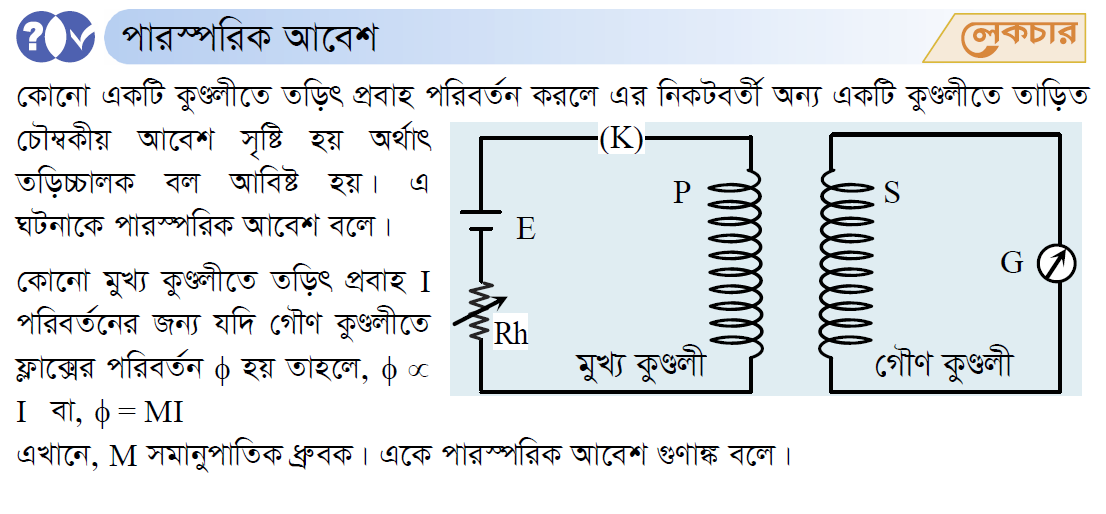 ?
পারস্পরিক আবেশ
লেকচার
কোনো একটি কুণ্ডলীতে তড়িৎ প্রবাহ পরিবর্তন করলে এর নিকটবর্তী অন্য একটি কুণ্ডলীতে তাড়িত
চৌম্বকীয় আবেশ সৃষ্টি হয় অর্থাৎ
তড়িচ্চালক বল আবিষ্ট হয়। এ
ঘটনাকে পারস্পরিক আবেশ বলে।
কোনো মুখ্য কুণ্ডলীতে তড়িৎ প্রবাহ I
পরিবর্তনের জন্য যদি গৌণ কুণ্ডলীতে
ফ্লাক্সের পরিবর্তন ϕ হয় তাহলে, ϕ ∝
I বা, ϕ = MI
(K)
P
S
E
G
Rh
মুখ্য কুণ্ডলী
গৌণ কুণ্ডলী
এখানে, M সমানুপাতিক ধ্রুবক। একে পারস্পরিক আবেশ গুণাঙ্ক বলে।